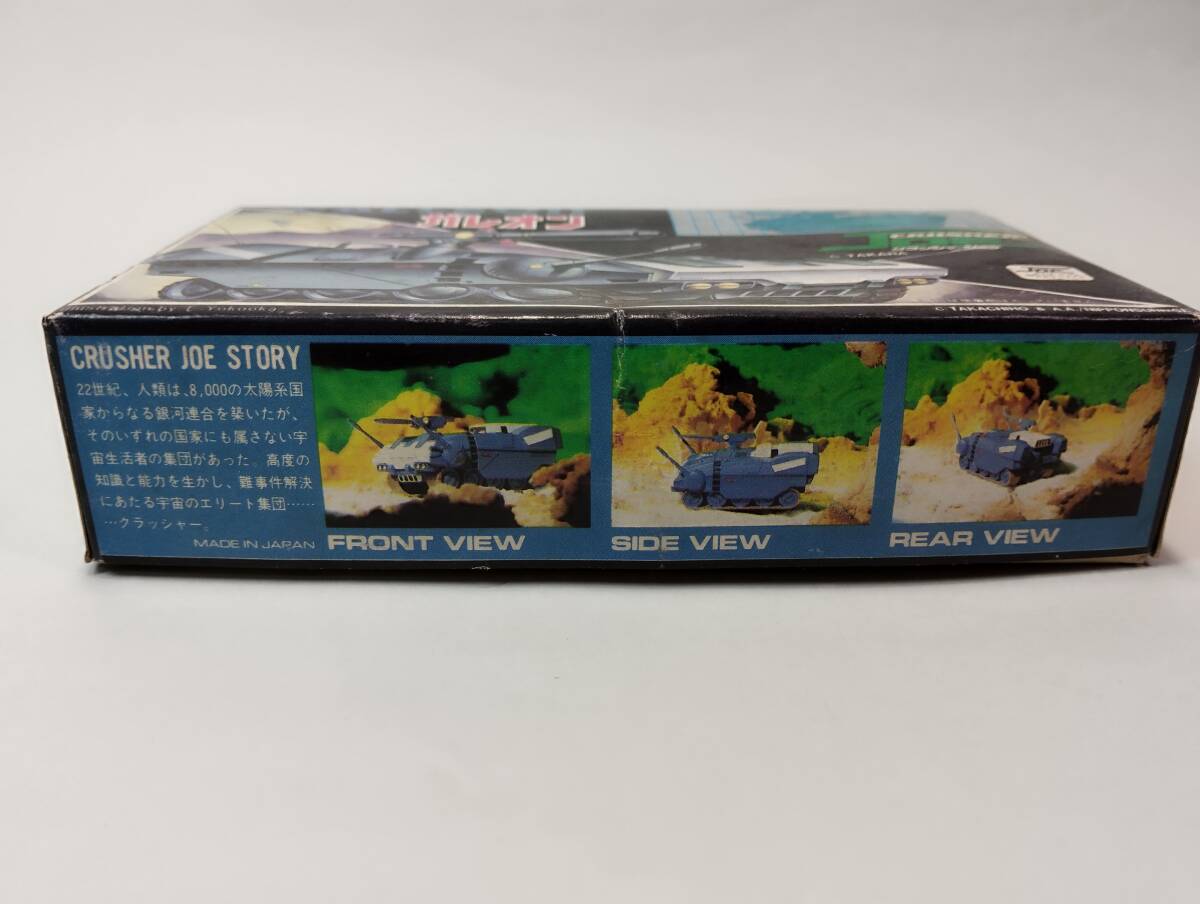 ガレオン
CRUSHER
© TAKARA
© TAKACHIHO & A.A./NIPPON
CRUSHER JOE STORY
22世紀、人類は、8,000の太陽系国
家からなる銀河連合を築いたが、
そのいずれの国家にも属さない宇
宙生活者の集団があった。高度の
知識と能力を生かし、難事件解決
にあたる宇宙のエリート集団……
…クラッシャー。
MADE IN JAPAN
FRONT VIEW
SIDE VIEW
REAR VIEW